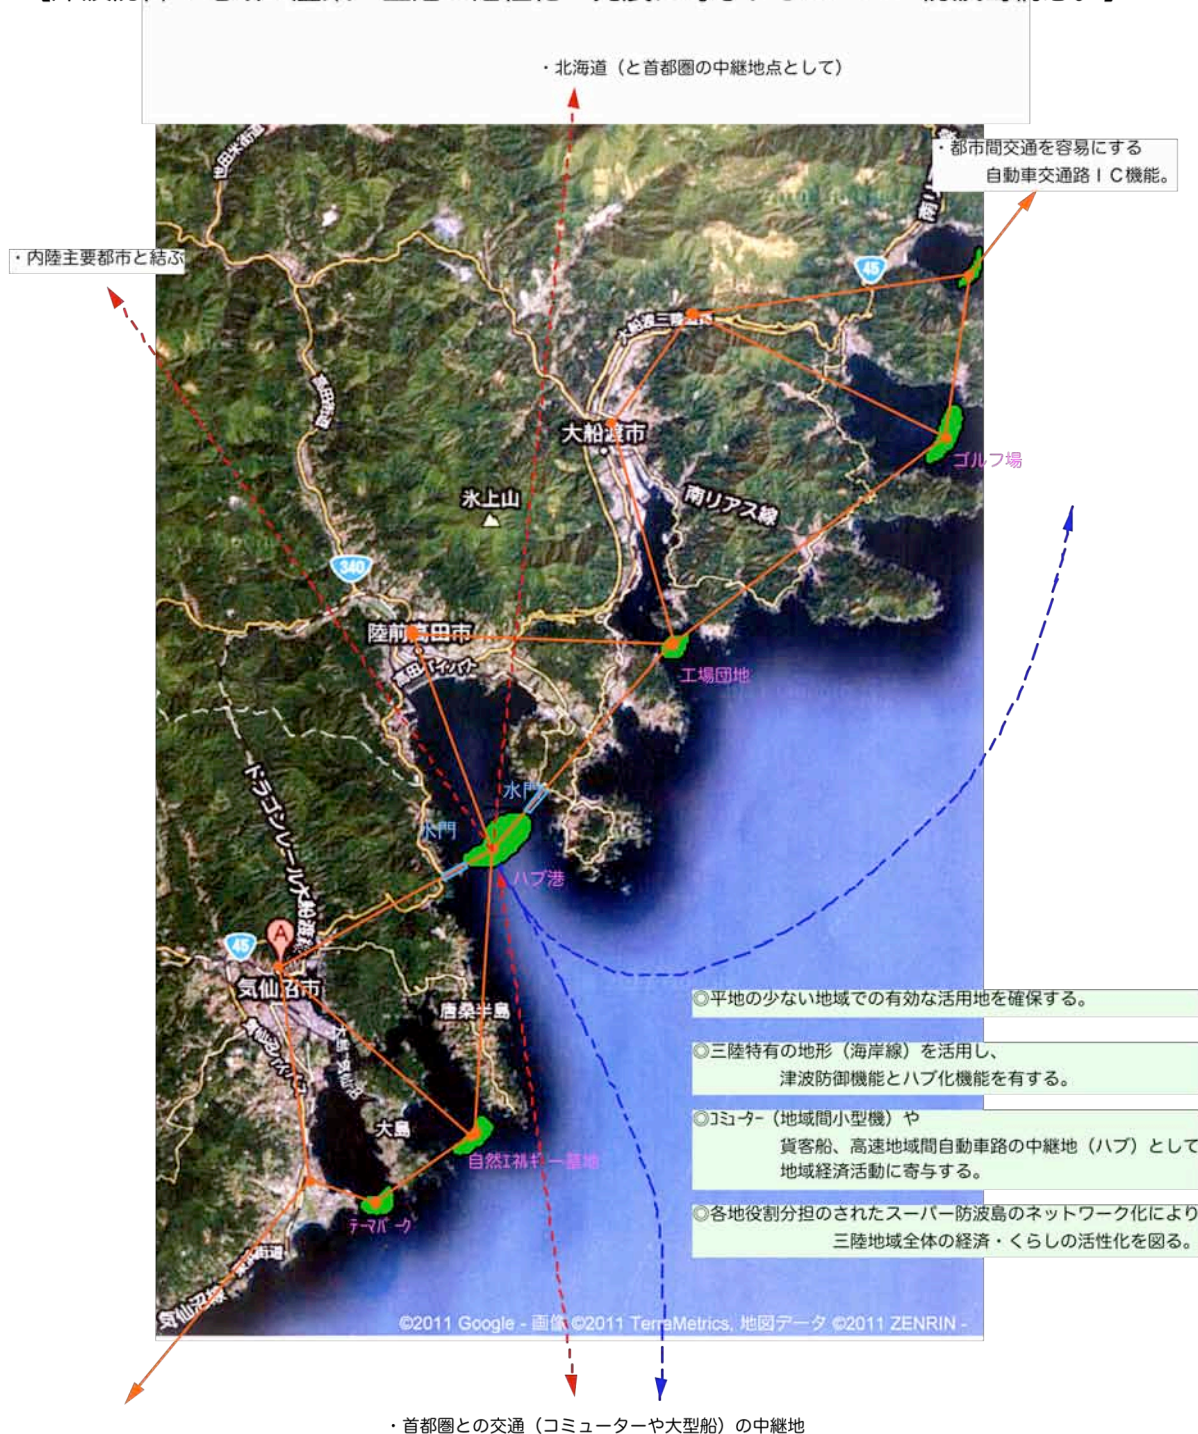 ・北海道（と首都圏の中継地点として）
・都市間交通を容易にする
自動車交通路ＩＣ機能。
・内陸主要都市と結ぶ
世田米街道
45
大船渡三陸
大船渡市
ゴルフ場
氷上山
南リアス線
340
陸前高田市
高田バイパス
工場団地
水門
水門
ハブ港
ドラゴンレール大船渡線
A
45
気仙沼市
唐桑半島
◎平地の少ない地域での有効な活用地を確保する。
◎三陸特有の地形（海岸線）を活用し、
津波防御機能とハブ化機能を有する。
◎ｺﾐｭｰﾀｰ（地域間小型機）や
貨客船、高速地域間自動車路の中継地（ハブ）として
地域経済活動に寄与する。
大島
自然ｴﾈﾙｷﾞｰ基地
ﾃｰﾏﾊﾟｰｸ
◎各地役割分担のされたスーパー防波島のネットワーク化により
三陸地域全体の経済・くらしの活性化を図る。
気仙沼線
©2011 Google - 画像 ©2011 TerraMetrics, 地図データ ©2011 ZENRIN -
・首都圏との交通（コミューターや大型船）の中継地